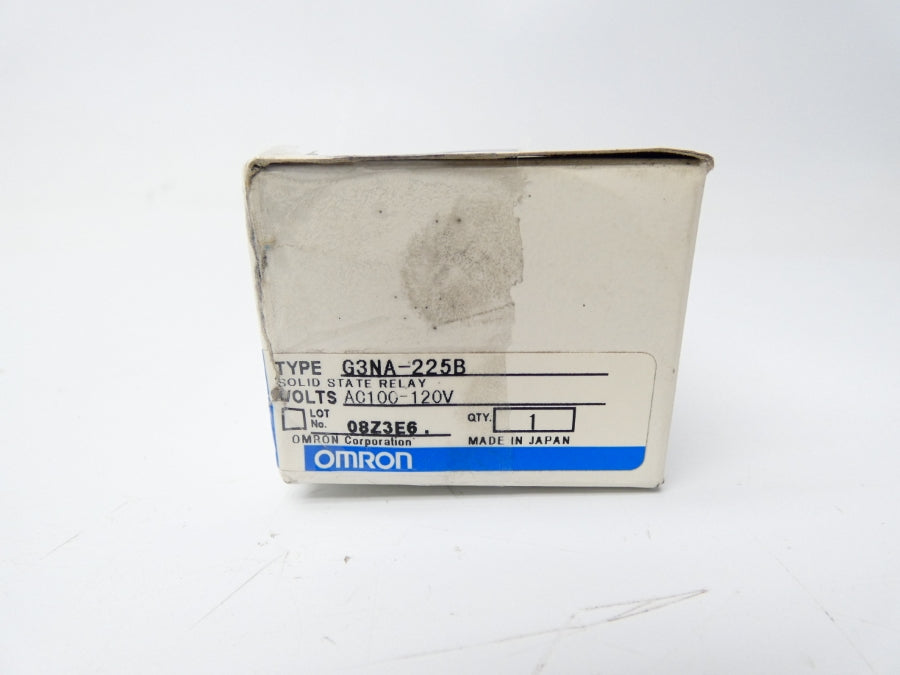 TYPE G3NA-225B
SOLID STATE RELAY
VOLTS AC100-120V
LOT No. 08Z3E6. QTY. 1
OMRON Corporation MADE IN JAPAN
OMRON